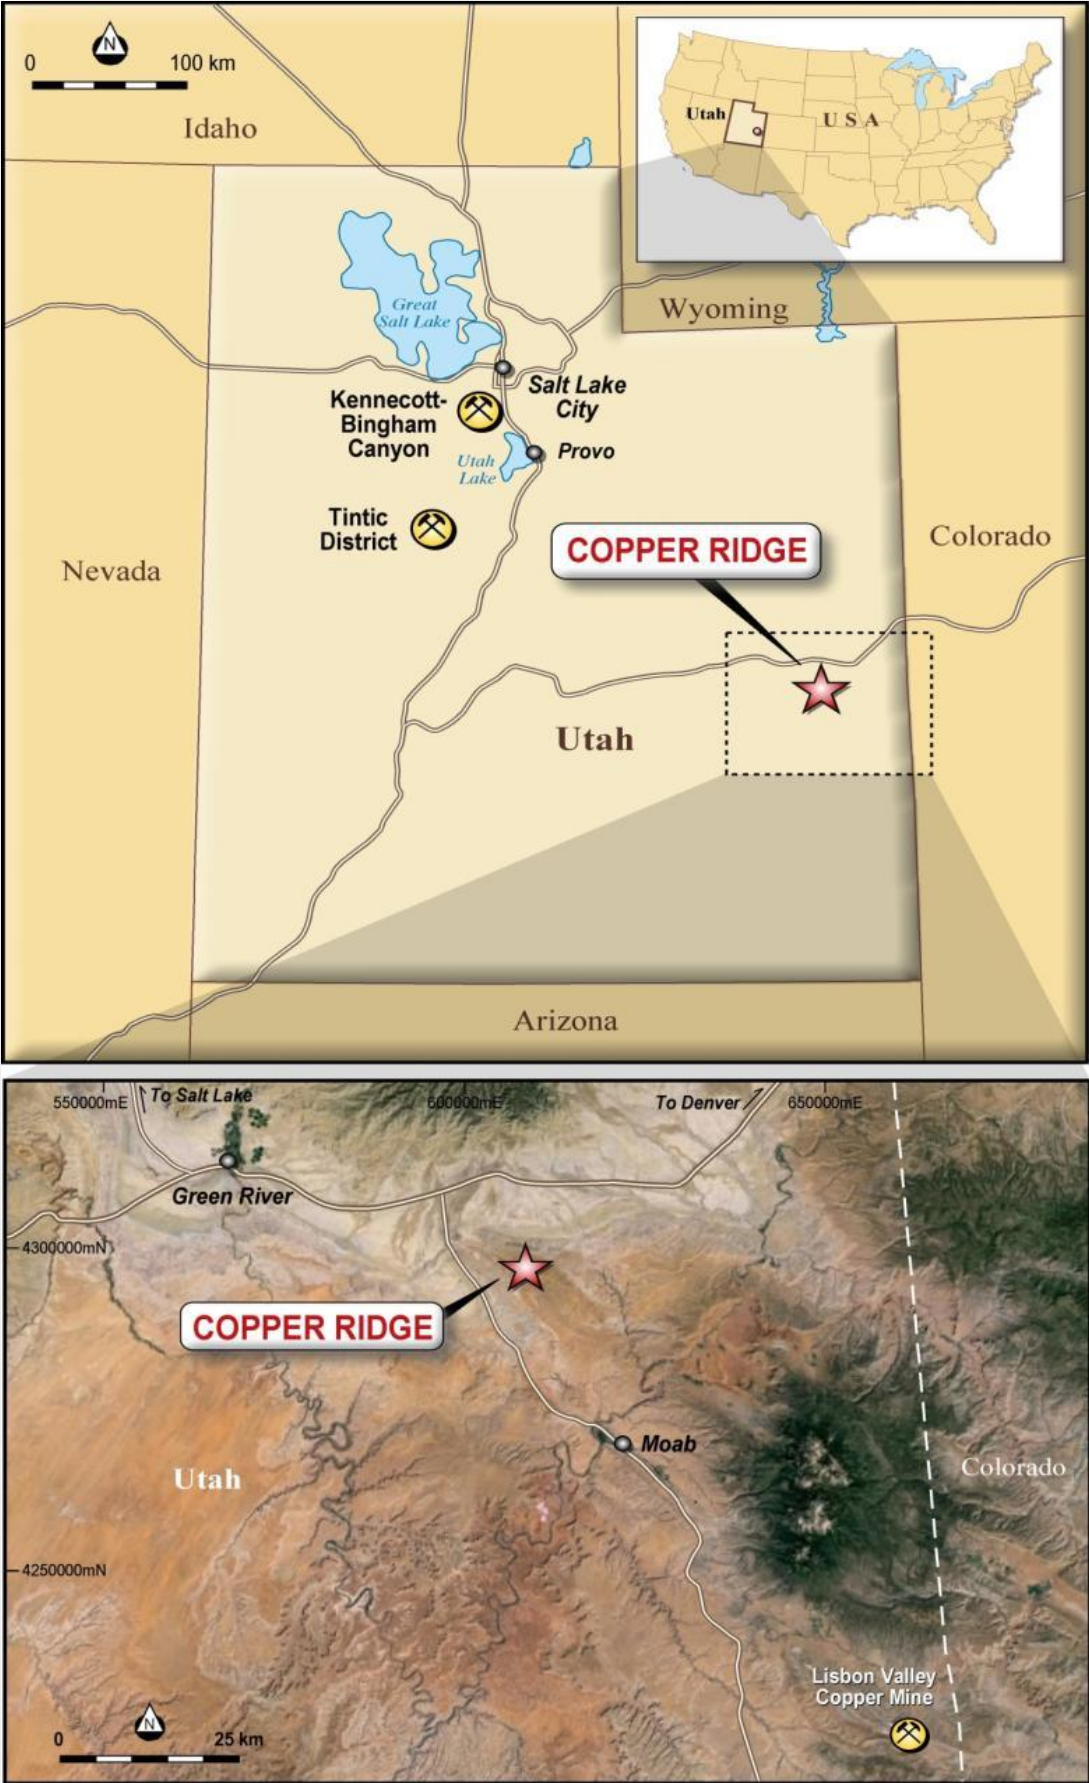 N
0
100 km
Idaho
Utah
U S A
Great
Salt Lake
Wyoming
Kennecott-
Bingham
Canyon
Salt Lake
City
Utah
Lake
Provo
Tintic
District
COPPER RIDGE
Colorado
Nevada
Utah
Arizona
550000mE
To Salt Lake
600000mE
To Denver
650000mE
Green River
4300000mN
COPPER RIDGE
Moab
Utah
Colorado
4250000mN
Lisbon Valley
Copper Mine
N
0
25 km